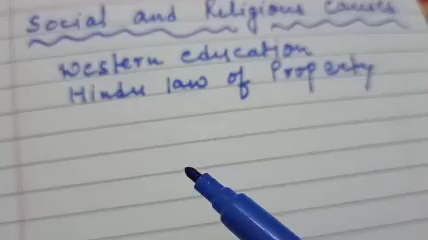 Social and Religious causes
Western education
Hindu law of Property